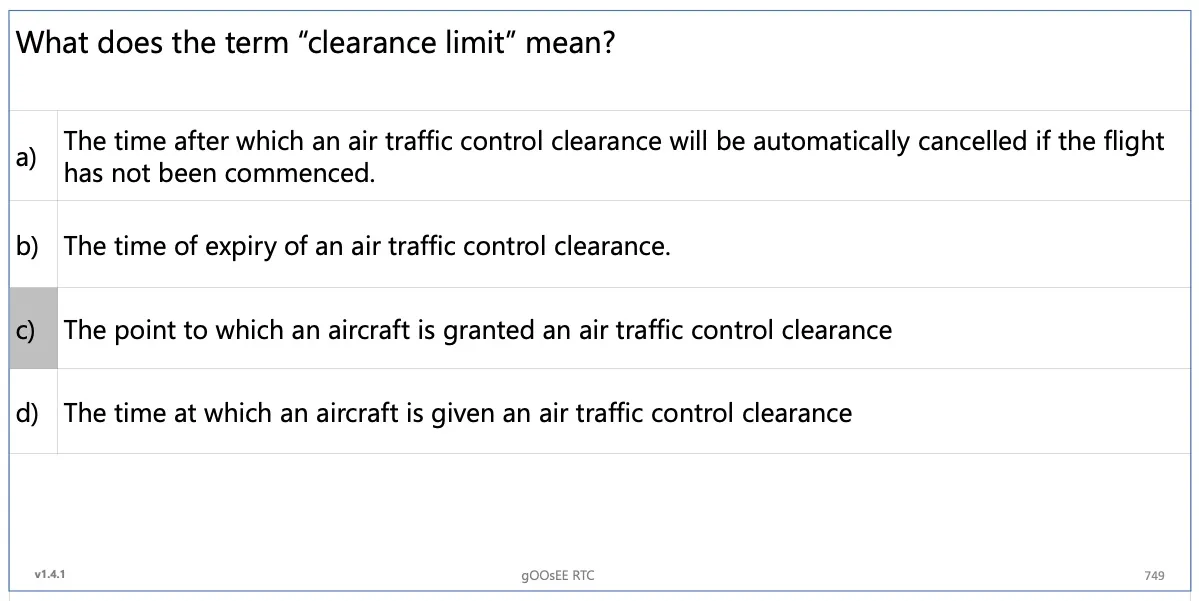 What does the term “clearance limit” mean?
a) The time after which an air traffic control clearance will be automatically cancelled if the flight
has not been commenced.
b) The time of expiry of an air traffic control clearance.
c) The point to which an aircraft is granted an air traffic control clearance
d) The time at which an aircraft is given an air traffic control clearance
v1.4.1 gOOsEE RTC 749